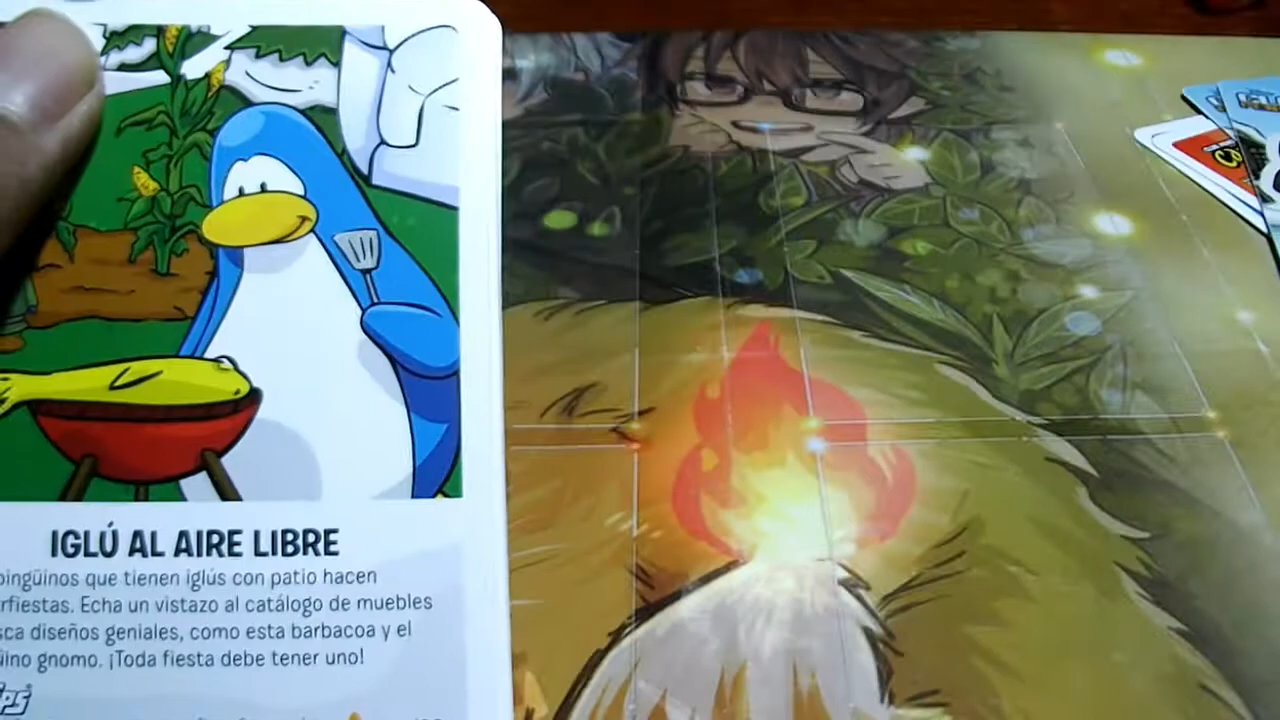 IGLÚ AL AIRE LIBRE
pingüinos que tienen iglús con patio hacen
rfiestas. Echa un vistazo al catálogo de muebles
sca diseños geniales, como esta barbacoa y el
üino gnomo. ¡Toda fiesta debe tener uno!